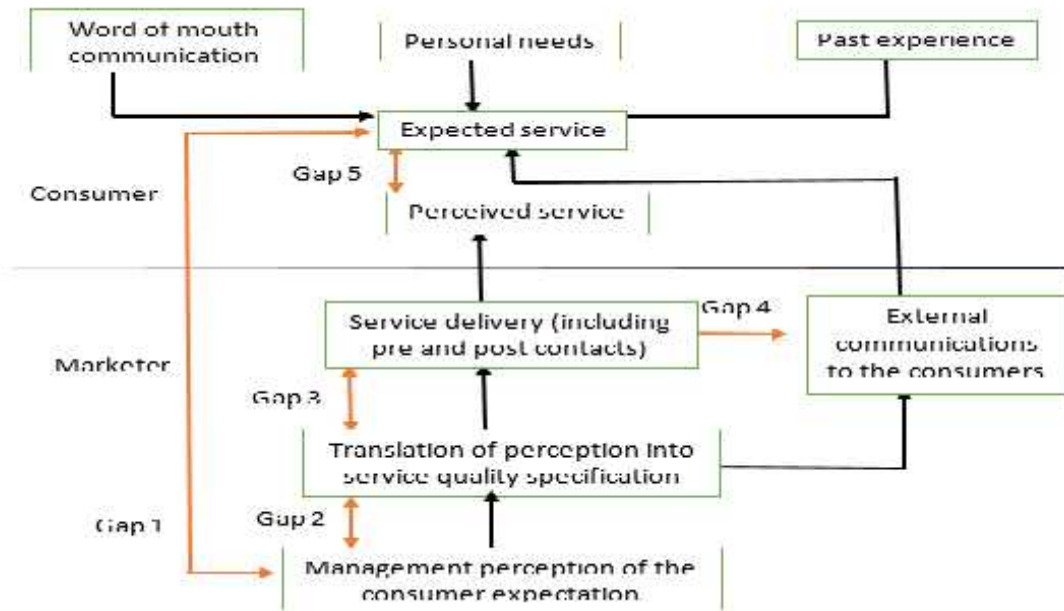 Word of mouth
communication
Personal needs
Past experience
Expected service
Gap 5
Consumer
Perceived service
Gap 4
Service delivery (including
pre and post contacts)
External
communications
to the consumers
Marketer
Gap 3
Translation of perception into
service quality specification
Gap 2
Gap 1
Management perception of the
consumer expectation